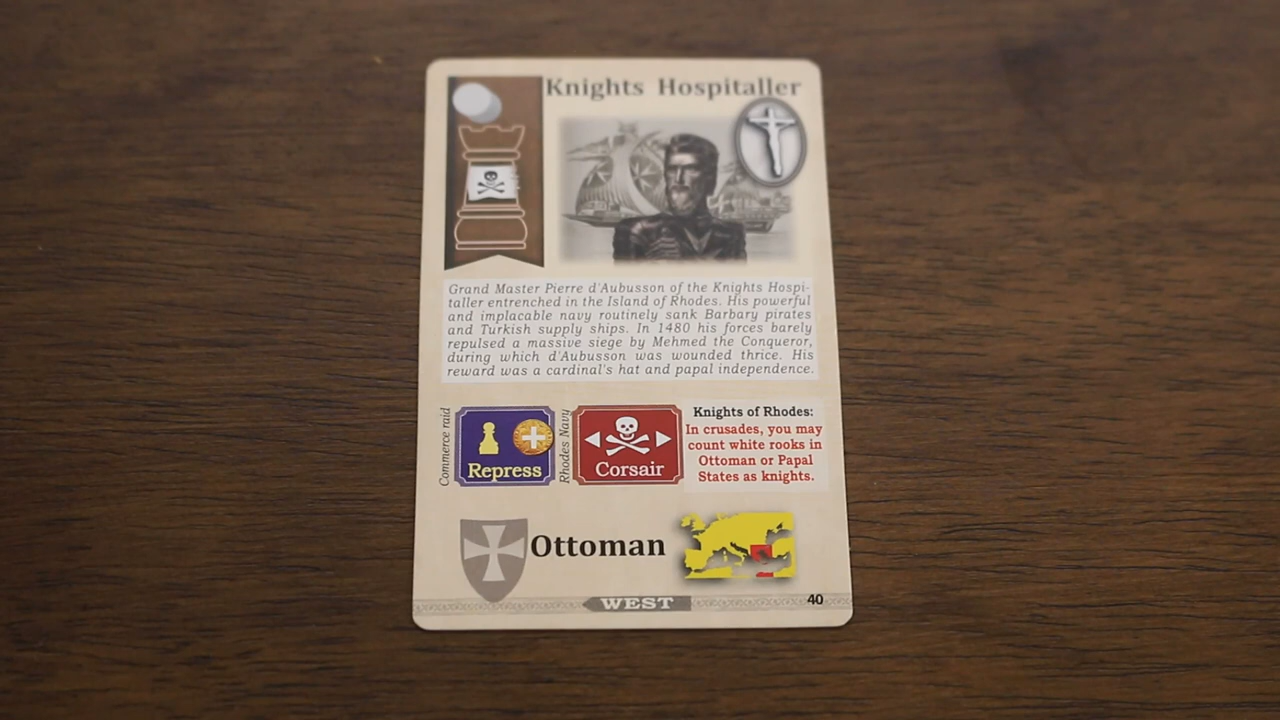 Knights Hospitaller
Grand Master Pierre d'Aubusson of the Knights Hospi-
taller entrenched in the Island of Rhodes. His powerful
and implacable navy routinely sank Barbary pirates
and Turkish supply ships. In 1480 his forces barely
repulsed a massive siege by Mehmed the Conqueror,
during which d'Aubusson was wounded thrice. His
reward was a cardinal's hat and papal independence.
Commerce raid
Repress
Rhodes Navy
Corsair
Knights of Rhodes:
In crusades, you may
count white rooks in
Ottoman or Papal
States as knights.
Ottoman
WEST
40